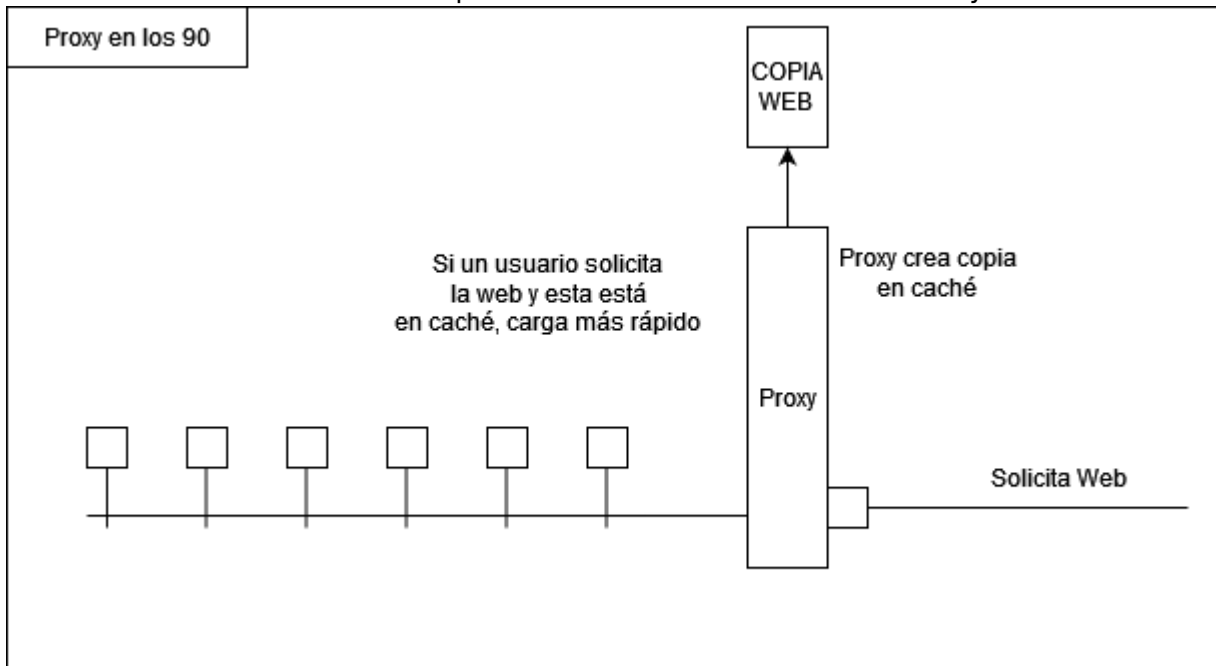 Proxy en los 90
COPIA
WEB
Si un usuario solicita
la web y esta está
en caché, carga más rápido
Proxy crea copia
en caché
Proxy
Solicita Web